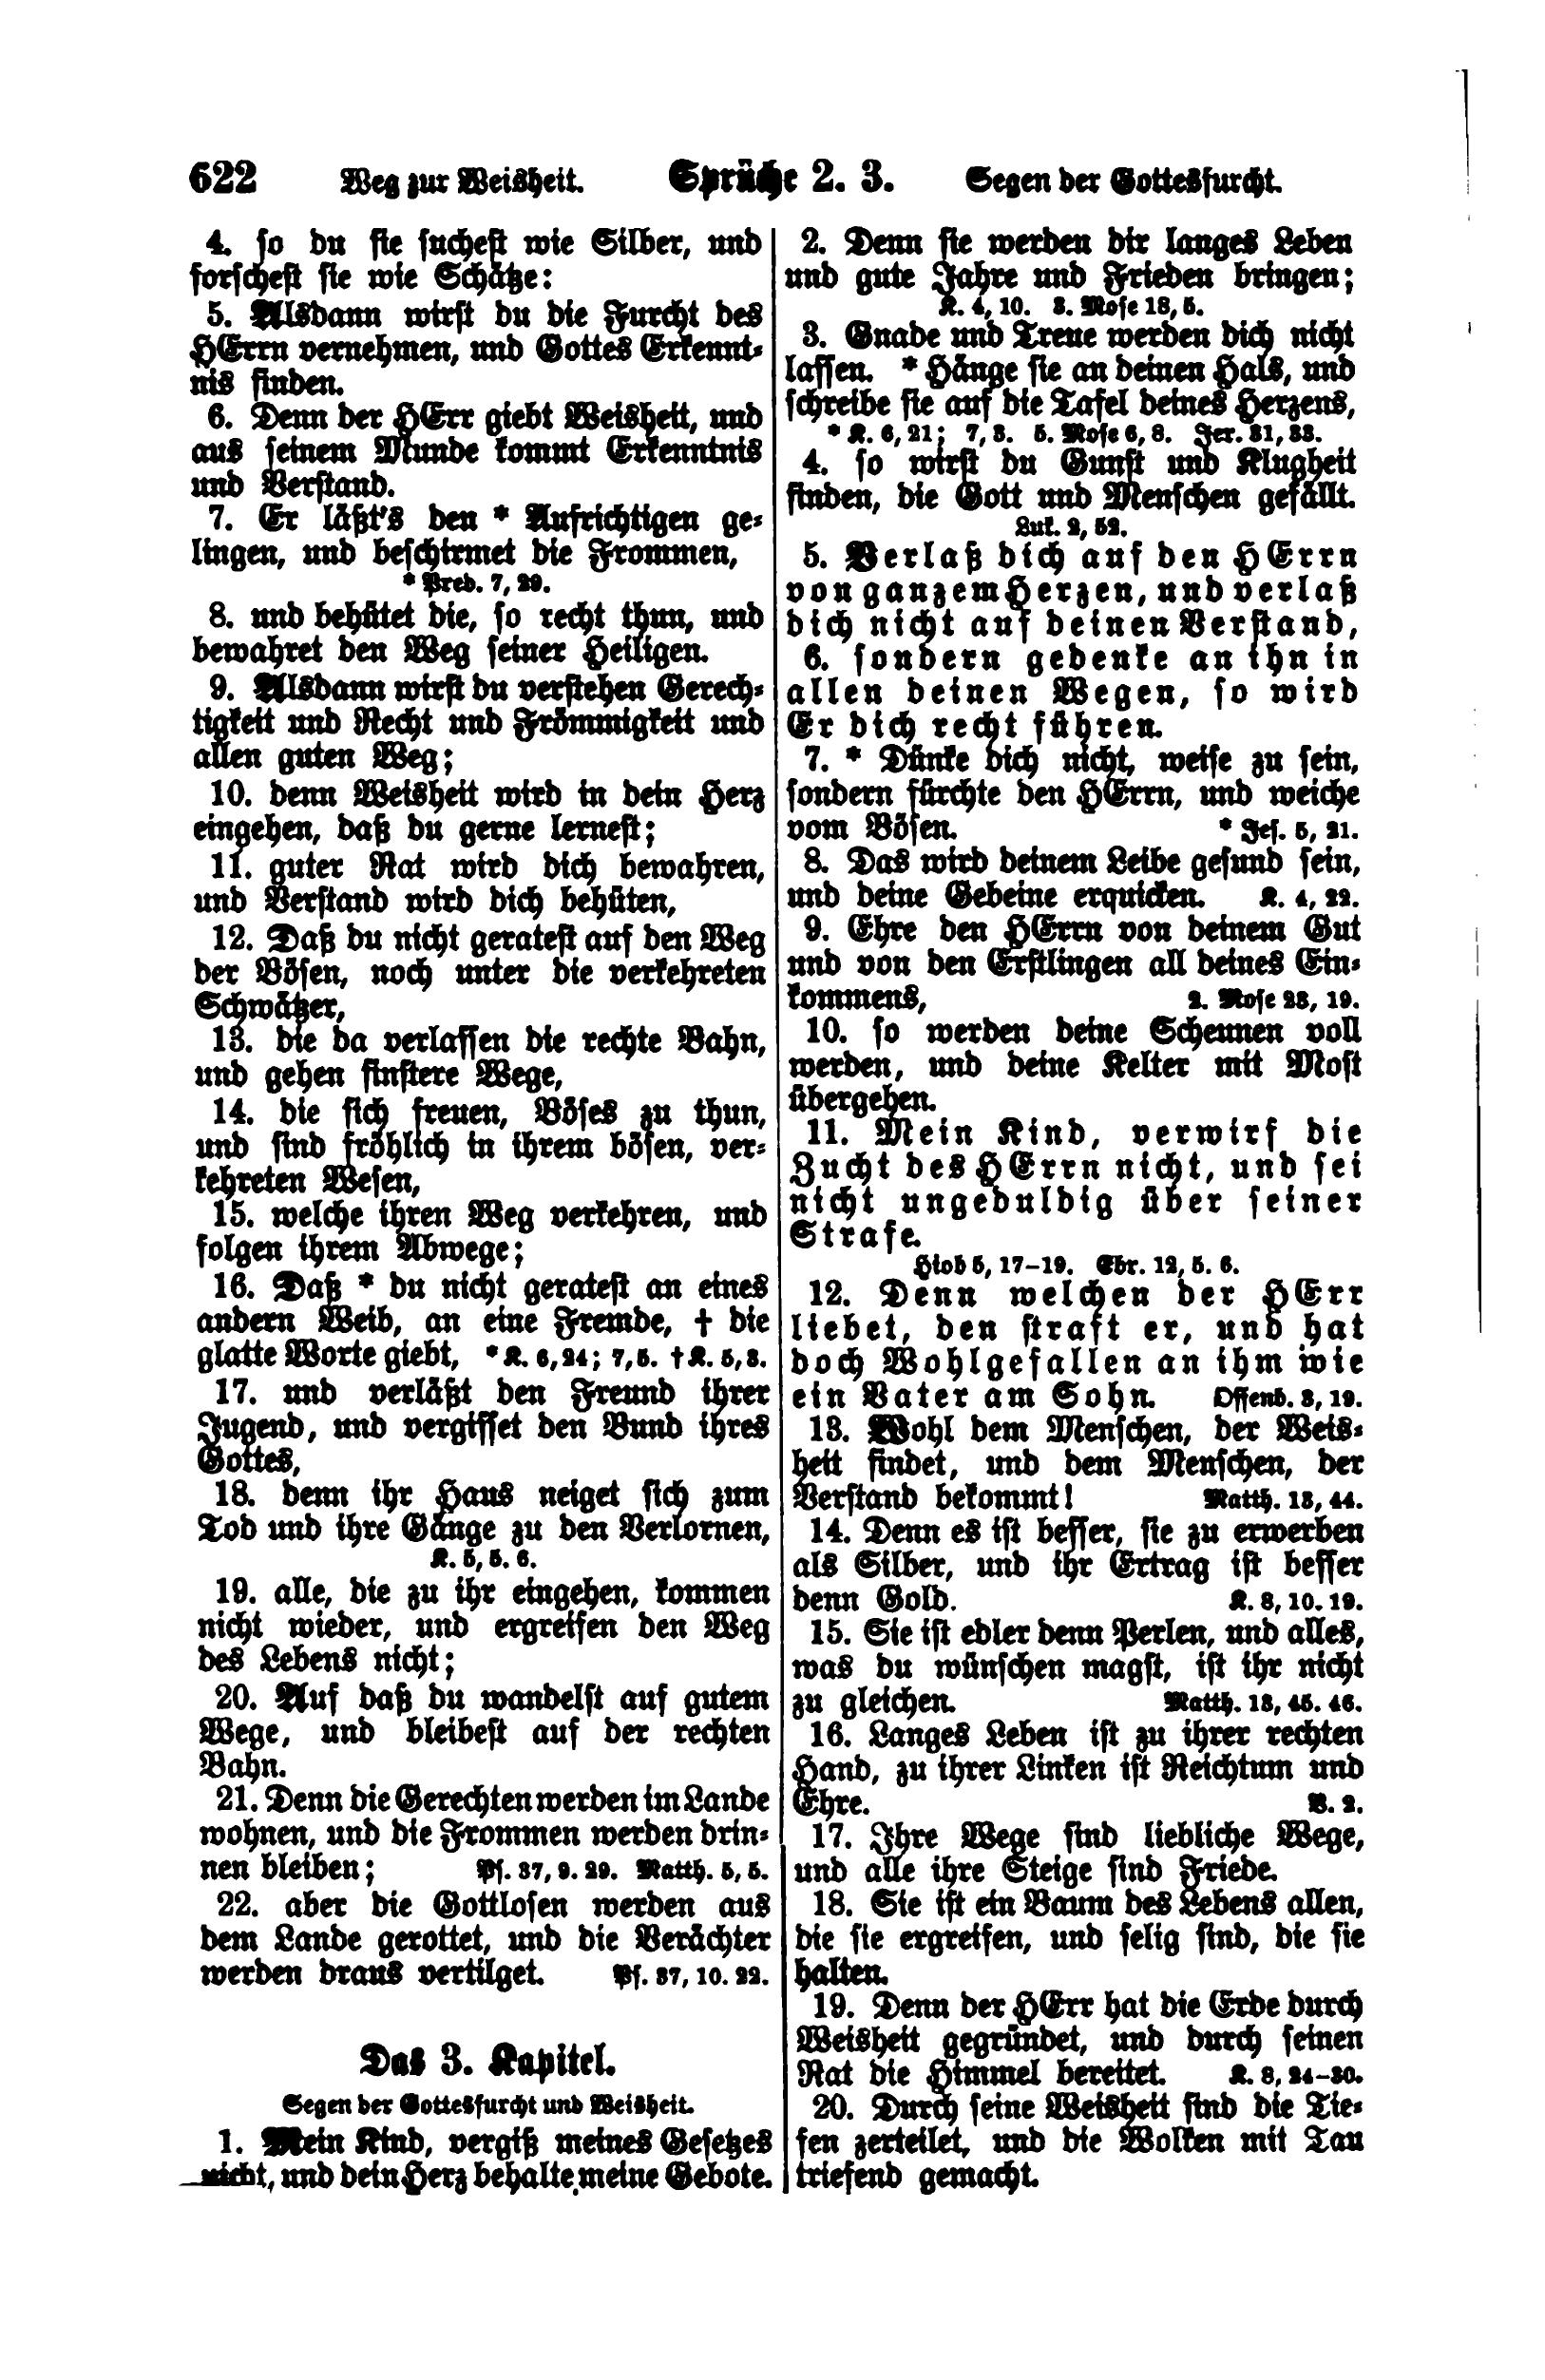 622 Weg zur Weisheit. Sprüche 2. 3. Segen der Gottesfurcht.
4. so du sie suchest wie Silber, und
forschest sie wie Schätze:
5. Alsdann wirst du die Furcht des
HErrn vernehmen, und Gottes Erkennt-
nis finden.
6. Denn der HErr giebt Weisheit, und
aus seinem Munde kommt Erkenntnis
und Verstand.
7. Er läßt's den * Aufrichtigen ge-
lingen, und beschirmet die Frommen,
* Pred. 7, 29.
8. und behütet die, so recht thun, und
bewahret den Weg seiner Heiligen.
9. Alsdann wirst du verstehen Gerech-
tigkeit und Recht und Frömmigkeit und
allen guten Weg;
10. denn Weisheit wird in dein Herz
eingehen, daß du gerne lernest;
11. guter Rat wird dich bewahren,
und Verstand wird dich behüten,
12. Daß du nicht geratest auf den Weg
der Bösen, noch unter die verkehreten
Schwätzer,
13. die da verlassen die rechte Bahn,
und gehen finstere Wege,
14. die sich freuen, Böses zu thun,
und sind fröhlich in ihrem bösen, ver-
kehreten Wesen,
15. welche ihren Weg verkehren, und
folgen ihrem Abwege;
16. Daß * du nicht geratest an eines
andern Weib, an eine Fremde, † die
glatte Worte giebt, * K. 6, 24; 7, 5. † K. 5, 3.
17. und verläßt den Freund ihrer
Jugend, und vergisset den Bund ihres
Gottes,
18. denn ihr Haus neiget sich zum
Tod und ihre Gänge zu den Verlornen,
K. 5, 5. 6.
19. alle, die zu ihr eingehen, kommen
nicht wieder, und ergreifen den Weg
des Lebens nicht;
20. Auf daß du wandelst auf gutem
Wege, und bleibest auf der rechten
Bahn.
21. Denn die Gerechten werden im Lande
wohnen, und die Frommen werden drin-
nen bleiben; Ps. 37, 9. 29. Matth. 5, 5.
22. aber die Gottlosen werden aus
dem Lande gerottet, und die Verächter
werden draus vertilget. Ps. 37, 10. 22.
Das 3. Kapitel.
Segen der Gottesfurcht und Weisheit.
1. Mein Kind, vergiß meines Gesetzes
nicht, und dein Herz behalte meine Gebote.
2. Denn sie werden dir langes Leben
und gute Jahre und Frieden bringen;
K. 4, 10. 3. Mose 18, 5.
3. Gnade und Treue werden dich nicht
lassen. * Hänge sie an deinen Hals, und
schreibe sie auf die Tafel deines Herzens,
* K. 6, 21; 7, 3. 5. Mose 6, 8. Jer. 31, 33.
4. so wirst du Gunst und Klugheit
finden, die Gott und Menschen gefällt.
Luk. 2, 52.
5. Verlaß dich auf den HErrn
von ganzem Herzen, und verlaß
dich nicht auf deinen Verstand,
6. sondern gedenke an ihn in
allen deinen Wegen, so wird
Er dich recht führen.
7. * Dünke dich nicht, weise zu sein,
sondern fürchte den HErrn, und weiche
vom Bösen. * Jes. 5, 21.
8. Das wird deinem Leibe gesund sein,
und deine Gebeine erquicken. K. 4, 22.
9. Ehre den HErrn von deinem Gut
und von den Erstlingen all deines Ein-
kommens, 2. Mose 23, 19.
10. so werden deine Scheunen voll
werden, und deine Kelter mit Most
übergehen.
11. Mein Kind, verwirf die
Zucht des HErrn nicht, und sei
nicht ungeduldig über seiner
Strafe.
Hiob 5, 17-19. Ebr. 12, 5. 6.
12. Denn welchen der HErr
liebet, den straft er, und hat
doch Wohlgefallen an ihm wie
ein Vater am Sohn. Offenb. 3, 19.
13. Wohl dem Menschen, der Weis-
heit findet, und dem Menschen, der
Verstand bekommt! Matth. 13, 44.
14. Denn es ist besser, sie zu erwerben
als Silber, und ihr Ertrag ist besser
denn Gold. K. 8, 10. 19.
15. Sie ist edler denn Perlen, und alles,
was du wünschen magst, ist ihr nicht
zu gleichen. Matth. 13, 45. 46.
16. Langes Leben ist zu ihrer rechten
Hand, zu ihrer Linken ist Reichtum und
Ehre. V. 2.
17. Ihre Wege sind liebliche Wege,
und alle ihre Steige sind Friede.
18. Sie ist ein Baum des Lebens allen,
die sie ergreifen, und selig sind, die sie
halten.
19. Denn der HErr hat die Erde durch
Weisheit gegründet, und durch seinen
Rat die Himmel bereitet. K. 8, 24-30.
20. Durch seine Weisheit sind die Tie-
fen zerteilet, und die Wolken mit Tau
triefend gemacht.